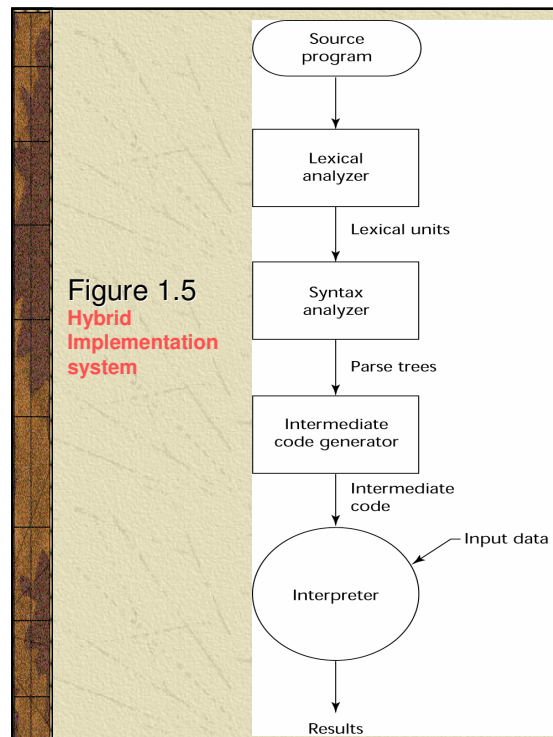 Source
program
Lexical
analyzer
Lexical units
Figure 1.5
Hybrid
Implementation
system
Syntax
analyzer
Parse trees
Intermediate
code generator
Intermediate
code
Input data
Interpreter
Results